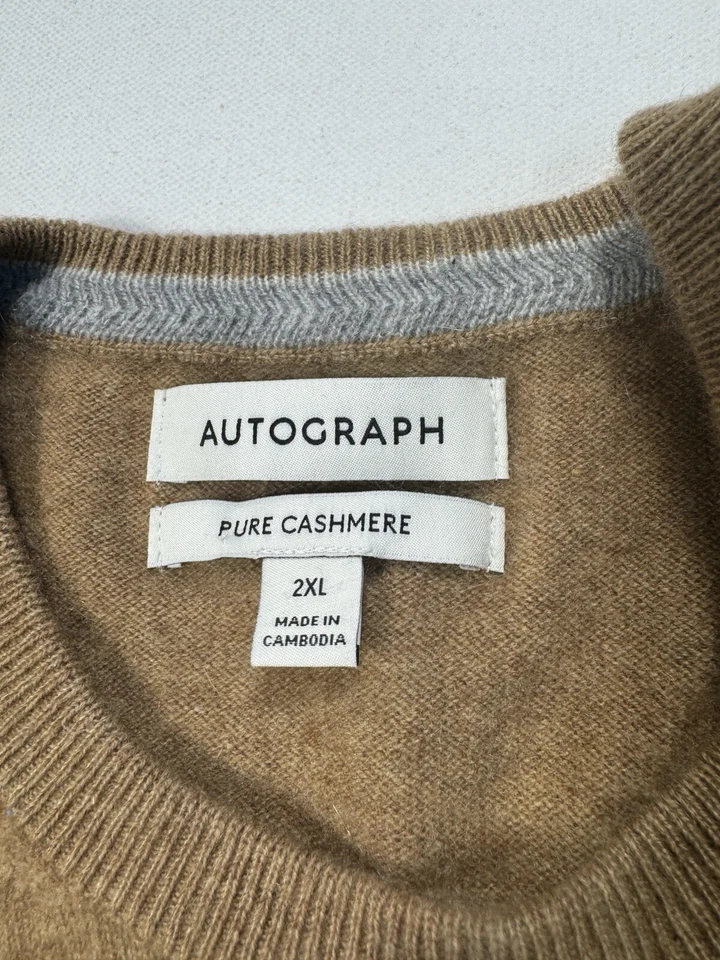 AUTOGRAPH
PURE CASHMERE
2XL
MADE IN
CAMBODIA